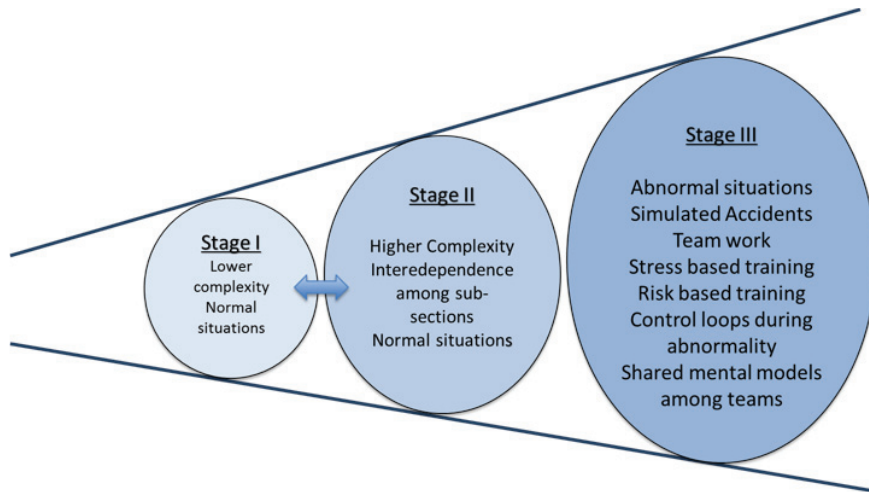 Stage I
Lower
complexity
Normal
situations
Stage II
Higher Complexity
Interedependence
among sub-
sections
Normal situations
Stage III
Abnormal situations
Simulated Accidents
Team work
Stress based training
Risk based training
Control loops during
abnormality
Shared mental models
among teams